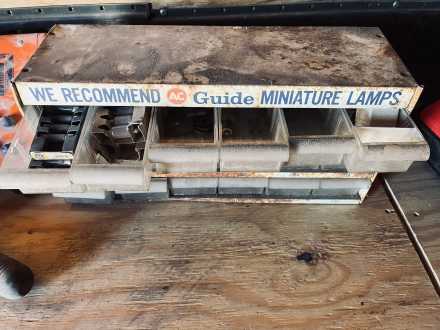 WE RECOMMEND AC Guide MINIATURE LAMPS